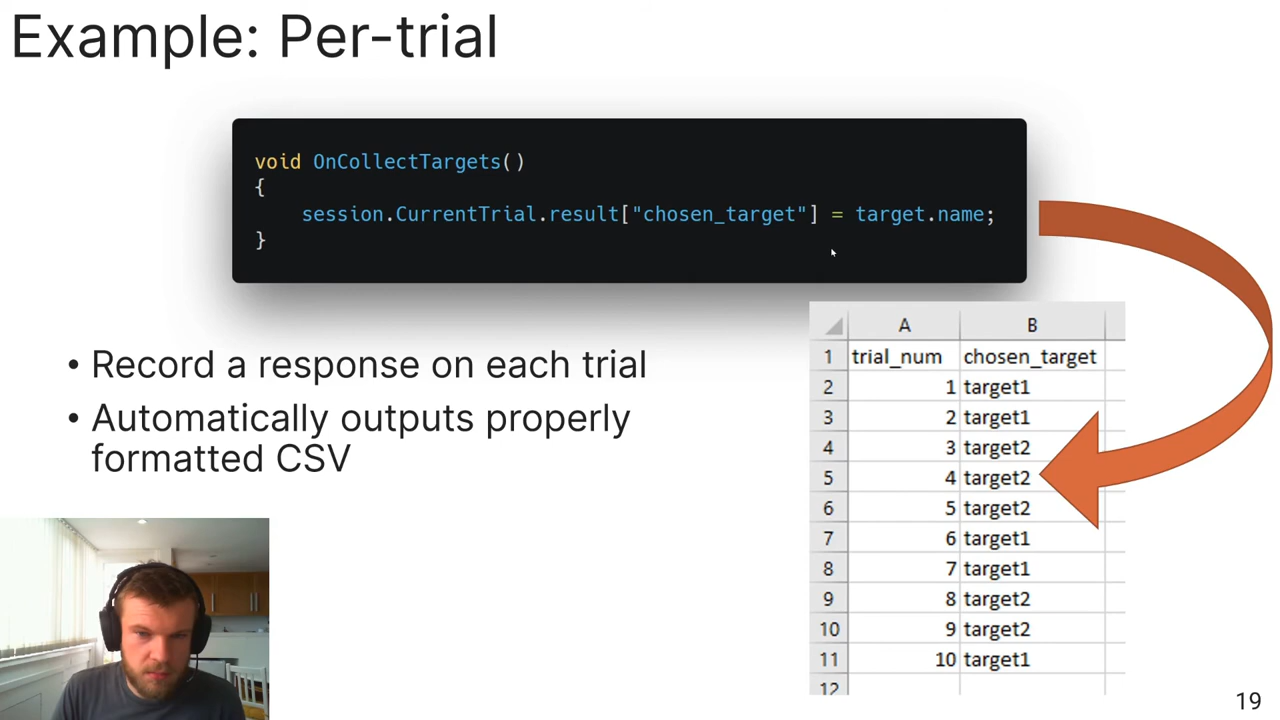 Example: Per-trial
void OnCollectTargets()
{
session.CurrentTrial.result["chosen_target"] = target.name;
}
• Record a response on each trial
• Automatically outputs properly
formatted CSV
A B
1 trial_num chosen_target
2 1 target1
3 2 target1
4 3 target2
5 4 target2
6 5 target2
7 6 target1
8 7 target1
9 8 target2
10 9 target2
11 10 target1
12
19